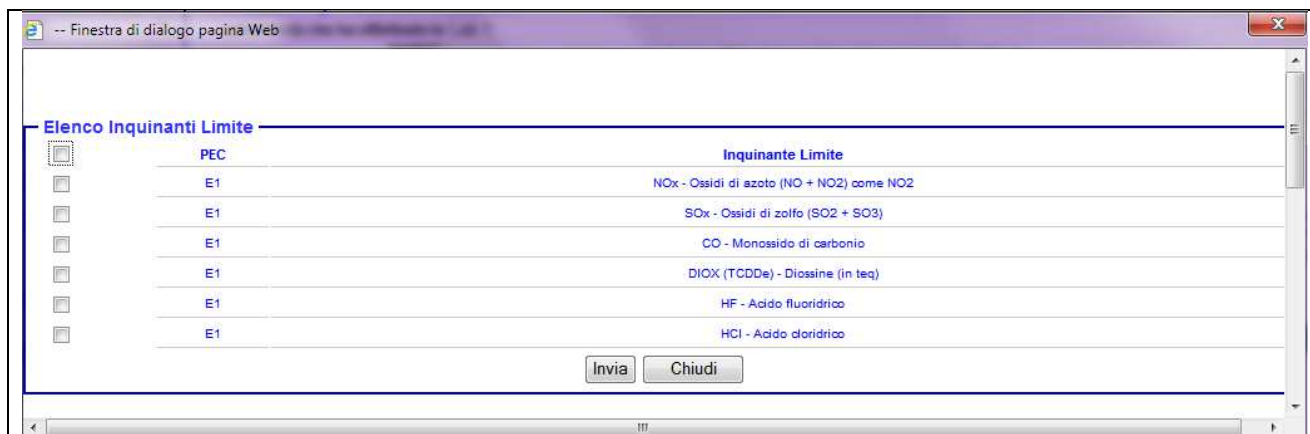 -- Finestra di dialogo pagina Web
Elenco Inquinanti Limite
PEC Inquinante Limite
E1 NOx - Ossidi di azoto (NO + NO2) come NO2
E1 SOx - Ossidi di zolfo (SO2 + SO3)
E1 CO - Monossido di carbonio
E1 DIOX (TCDDe) - Diossine (in teq)
E1 HF - Acido fluoridrico
E1 HCl - Acido cloridrico
Invia Chiudi